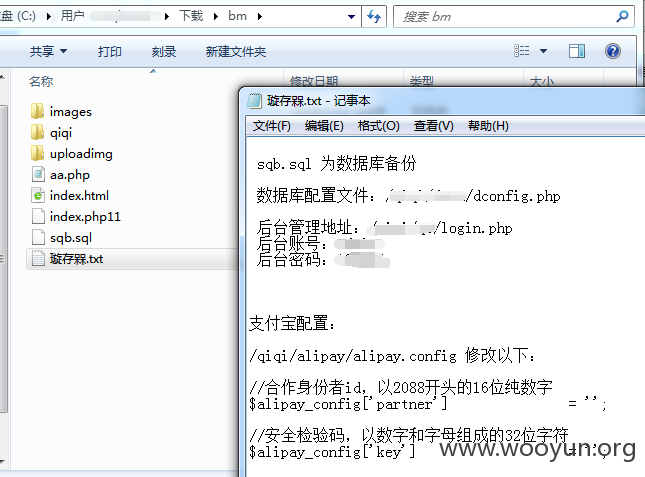 盘 (C:) ▸ 用户 ▸ ▸ 下载 ▸ bm ▸
搜索 bm
共享 打印 刻录 新建文件夹
名称 修改日期 类型 大小
images
qiqi
uploadimg
aa.php
index.html
index.php11
sqb.sql
璇存槑.txt
璇存槑.txt - 记事本
文件(F) 编辑(E) 格式(O) 查看(V) 帮助(H)
sqb.sql 为数据库备份
数据库配置文件: /dconfig.php
后台管理地址: /login.php
后台账号:
后台密码:
支付宝配置:
/qiqi/alipay/alipay.config 修改以下:
//合作身份者id，以2088开头的16位纯数字
$alipay_config['partner'] = '';
//安全检验码，以数字和字母组成的32位字符
$alipay_config['key'] = '';
www.wooyun.org